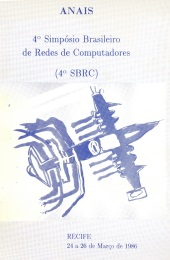 ANAIS
4º Simpósio Brasileiro
de Redes de Computadores
(4º SBRC)
RECIFE
24 a 26 de Março de 1986